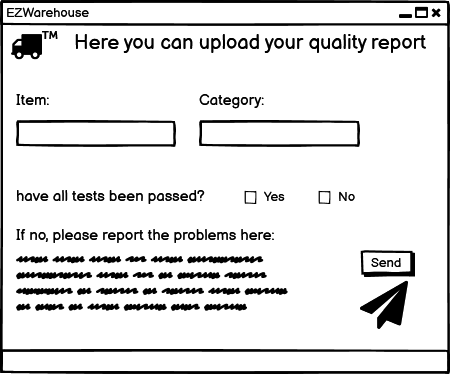 EZWarehouse
TM Here you can upload your quality report
Item: Category:
have all tests been passed? Yes No
If no, please report the problems here:
Send